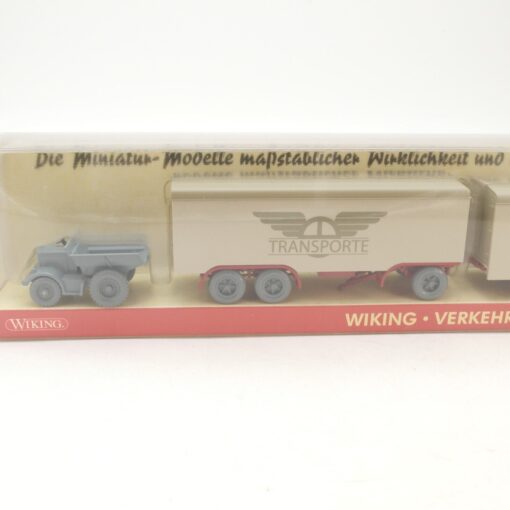 Die Miniatur-Modelle maßstäblicher Wirklichkeit und
TRANSPORTE
WIKING
WIKING • VERKEHR